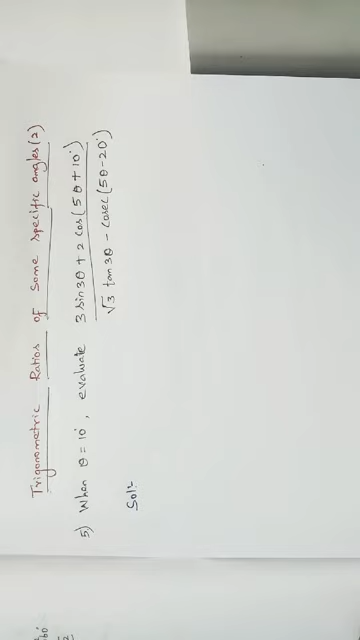 Trigonometric Ratios of Some specific angles (2)
5) When θ = 10°, evaluate 3 sin3θ + 2 cos (5θ + 10°)
√3 tan3θ - cosec (5θ - 20°)
Sol:-